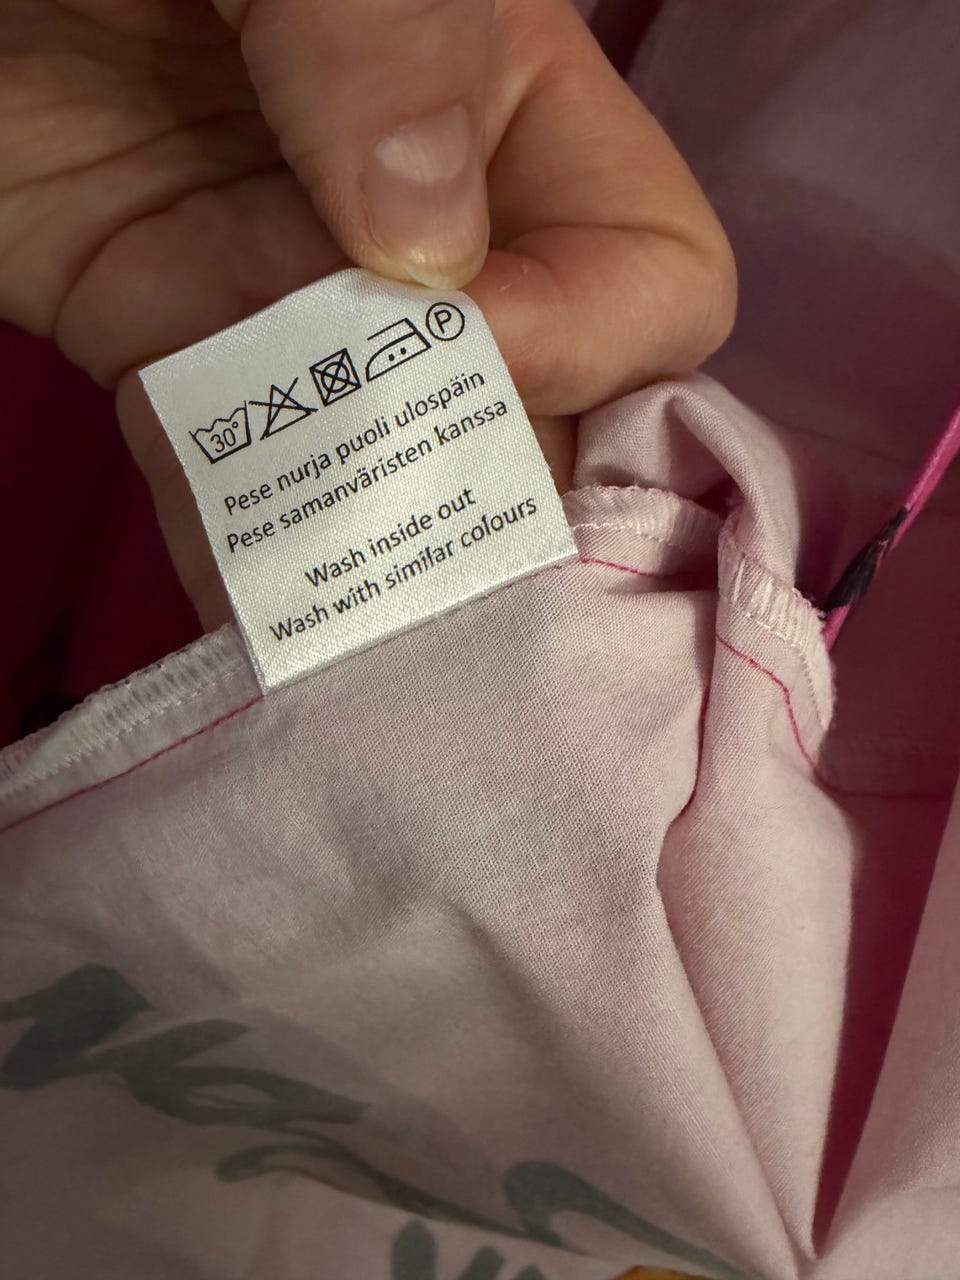 30° P
Pese nurja puoli ulospäin
Pese samanväristen kanssa
Wash inside out
Wash with similar colours